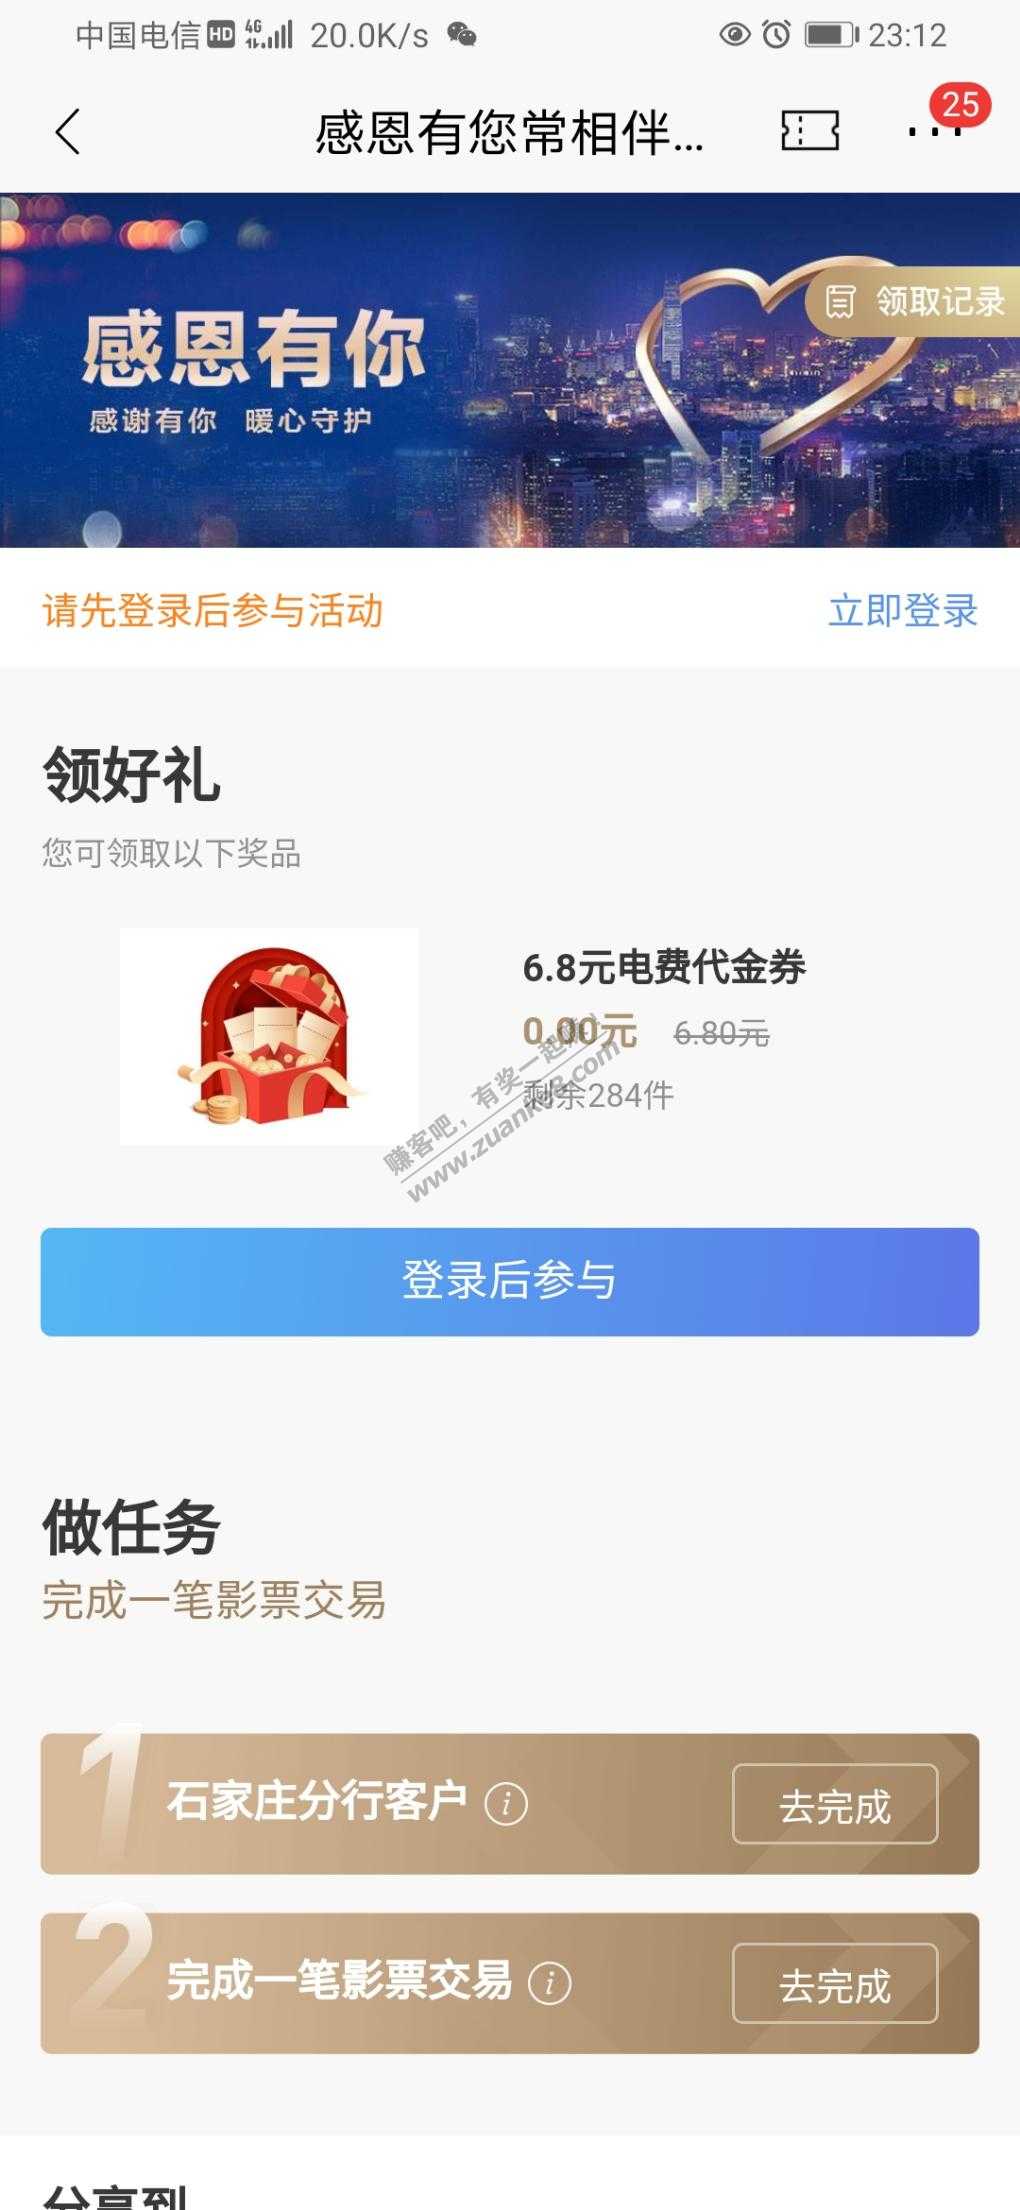 中国电信 HD 4G 20.0K/s 23:12
感恩有您常相伴...
25
领取记录
感恩有你
感谢有你 暖心守护
请先登录后参与活动 立即登录
领好礼
您可领取以下奖品
6.8元电费代金券
0.00元 6.80元
剩余284件
赚客吧，有奖一起赚！
www.zuanke8.com
登录后参与
做任务
完成一笔影票交易
1 石家庄分行客户 i 去完成
2 完成一笔影票交易 i 去完成
分享到